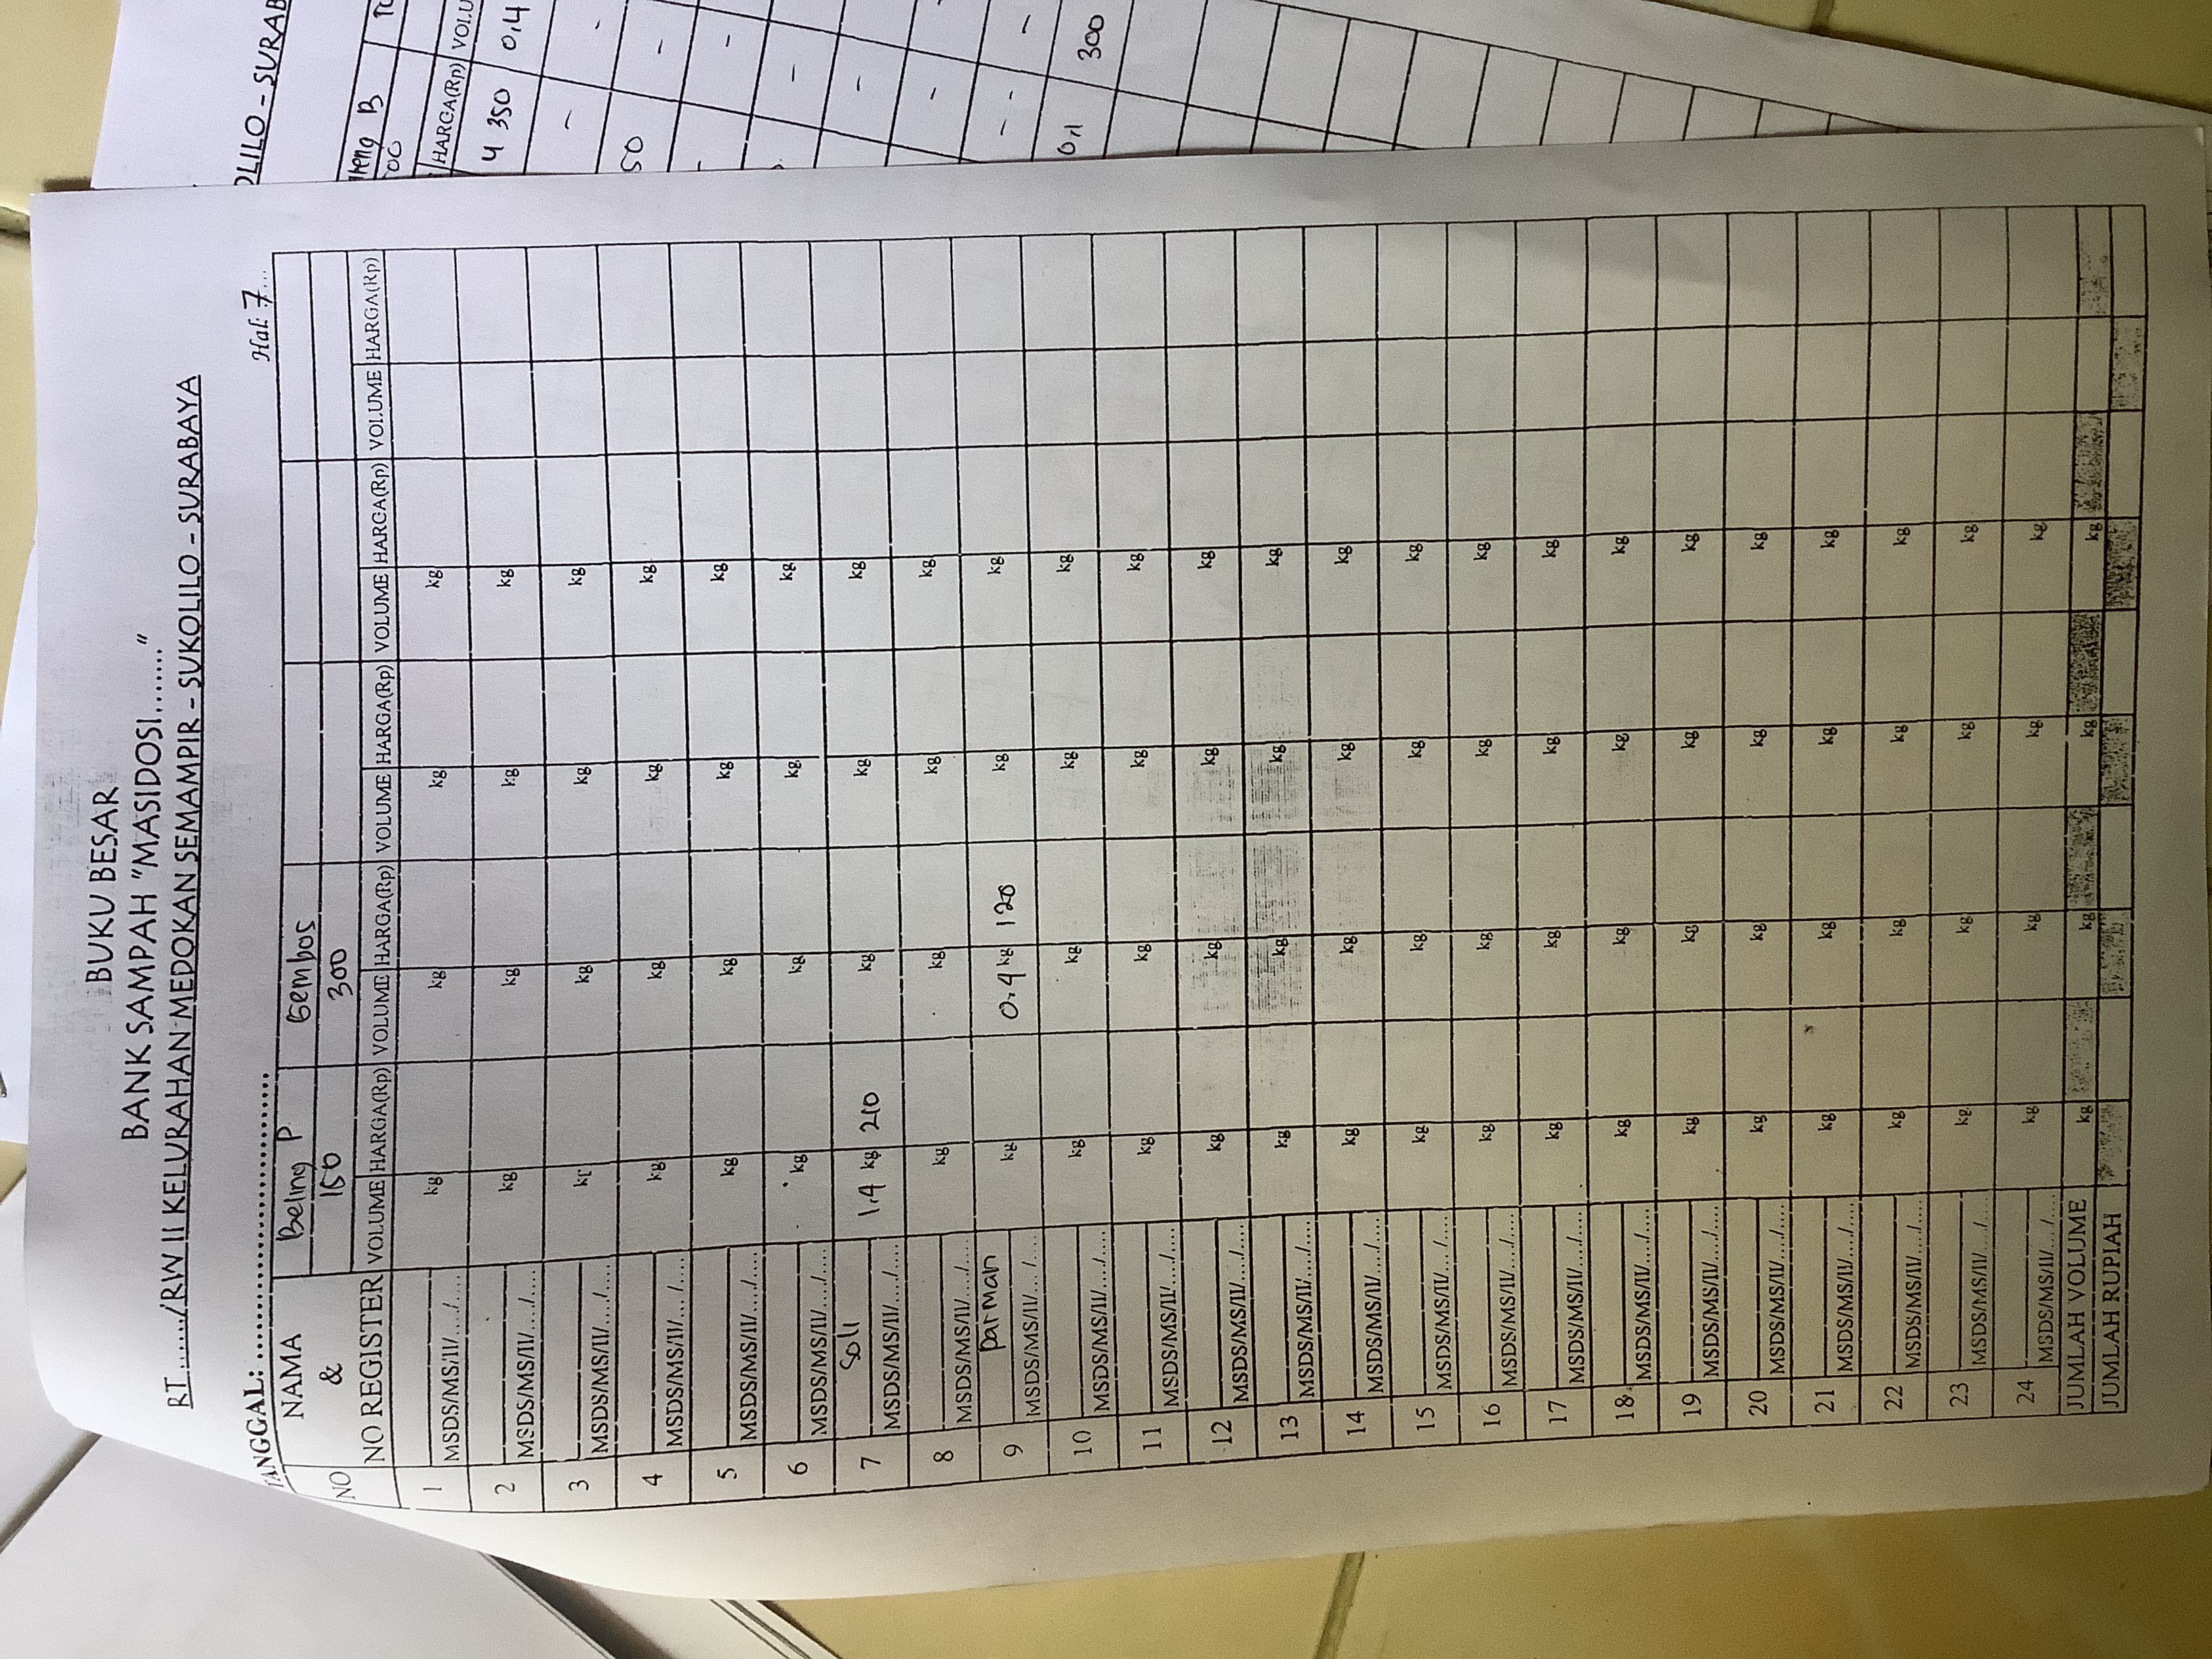 BUKU BESAR
BANK SAMPAH "MASIDOSI......."
RT ....../RW II KELURAHAN MEDOKAN SEMAMPIR - SUKOLILO - SURABAYA
TANGGAL: ............................. Hal: 7...
NO NAMA & NO REGISTER Beling P Gembos
150 300
VOLUME HARGA(Rp) VOLUME HARGA(Rp) VOLUME HARGA(Rp) VOLUME HARGA(Rp) VOLUME HARGA(Rp)
1 MSDS/MS/II/..../.... kg kg kg kg
2 MSDS/MS/II/..../.... kg kg kg kg
3 MSDS/MS/II/..../.... kg kg kg kg
4 MSDS/MS/II/... /.... kg kg kg kg
5 MSDS/MS/II/..../.... kg kg kg kg
6 MSDS/MS/II/..../.... kg kg kg kg
7 Soli MSDS/MS/II/..../.... 1.4 kg 210 kg kg kg
8 MSDS/MS/II/..../.... kg kg kg kg
9 parman MSDS/MS/II/... /.... kg 0.4 kg 120 kg kg
10 MSDS/MS/II/..../.... kg kg kg kg
11 MSDS/MS/II/..../.... kg kg kg kg
12 MSDS/MS/II/..../.... kg kg kg kg
13 MSDS/MS/II/..../.... kg kg kg kg
14 MSDS/MS/II/..../.... kg kg kg kg
15 MSDS/MS/II/... /.... kg kg kg kg
16 MSDS/MS/II/..../.... kg kg kg kg
17 MSDS/MS/II/..../.... kg kg kg kg
18 MSDS/MS/II/..../.... kg kg kg kg
19 MSDS/MS/II/..../.... kg kg kg kg
20 MSDS/MS/II/..../.... kg kg kg kg
21 MSDS/MS/II/..../.... kg kg kg kg
22 MSDS/MS/II/..../.... kg kg kg kg
23 MSDS/MS/II/..../.... kg kg kg kg
24 MSDS/MS/II/..../.... kg kg kg kg
JUMLAH VOLUME kg kg kg kg
JUMLAH RUPIAH
OLILO - SURAB
B
HARGA(Rp) VOLU
4 350 0,4
- -
50 -
- -
-
-
-
- - -
0,1 300